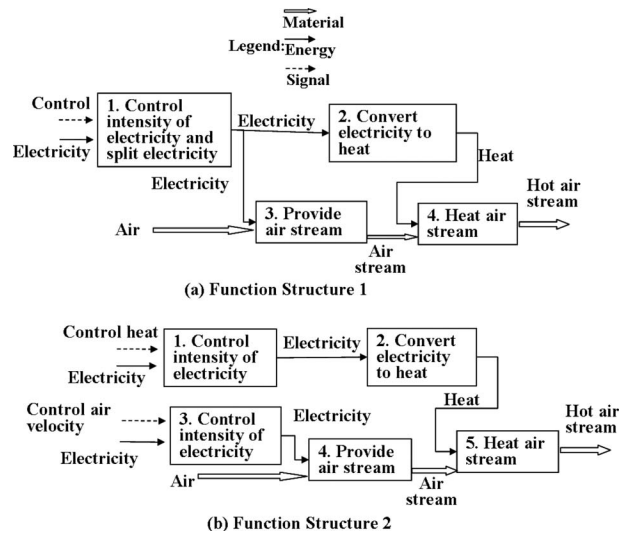 Material
Legend: Energy
Signal
Control
Electricity
1. Control
intensity of
electricity and
split electricity
Electricity
2. Convert
electricity to
heat
Heat
Electricity
Air
3. Provide
air stream
Air
stream
4. Heat air
stream
Hot air
stream
(a) Function Structure 1
Control heat
Electricity
1. Control
intensity of
electricity
Electricity
2. Convert
electricity
to heat
Heat
Control air
velocity
Electricity
3. Control
intensity of
electricity
Electricity
Air
4. Provide
air stream
Air
stream
5. Heat air
stream
Hot air
stream
(b) Function Structure 2